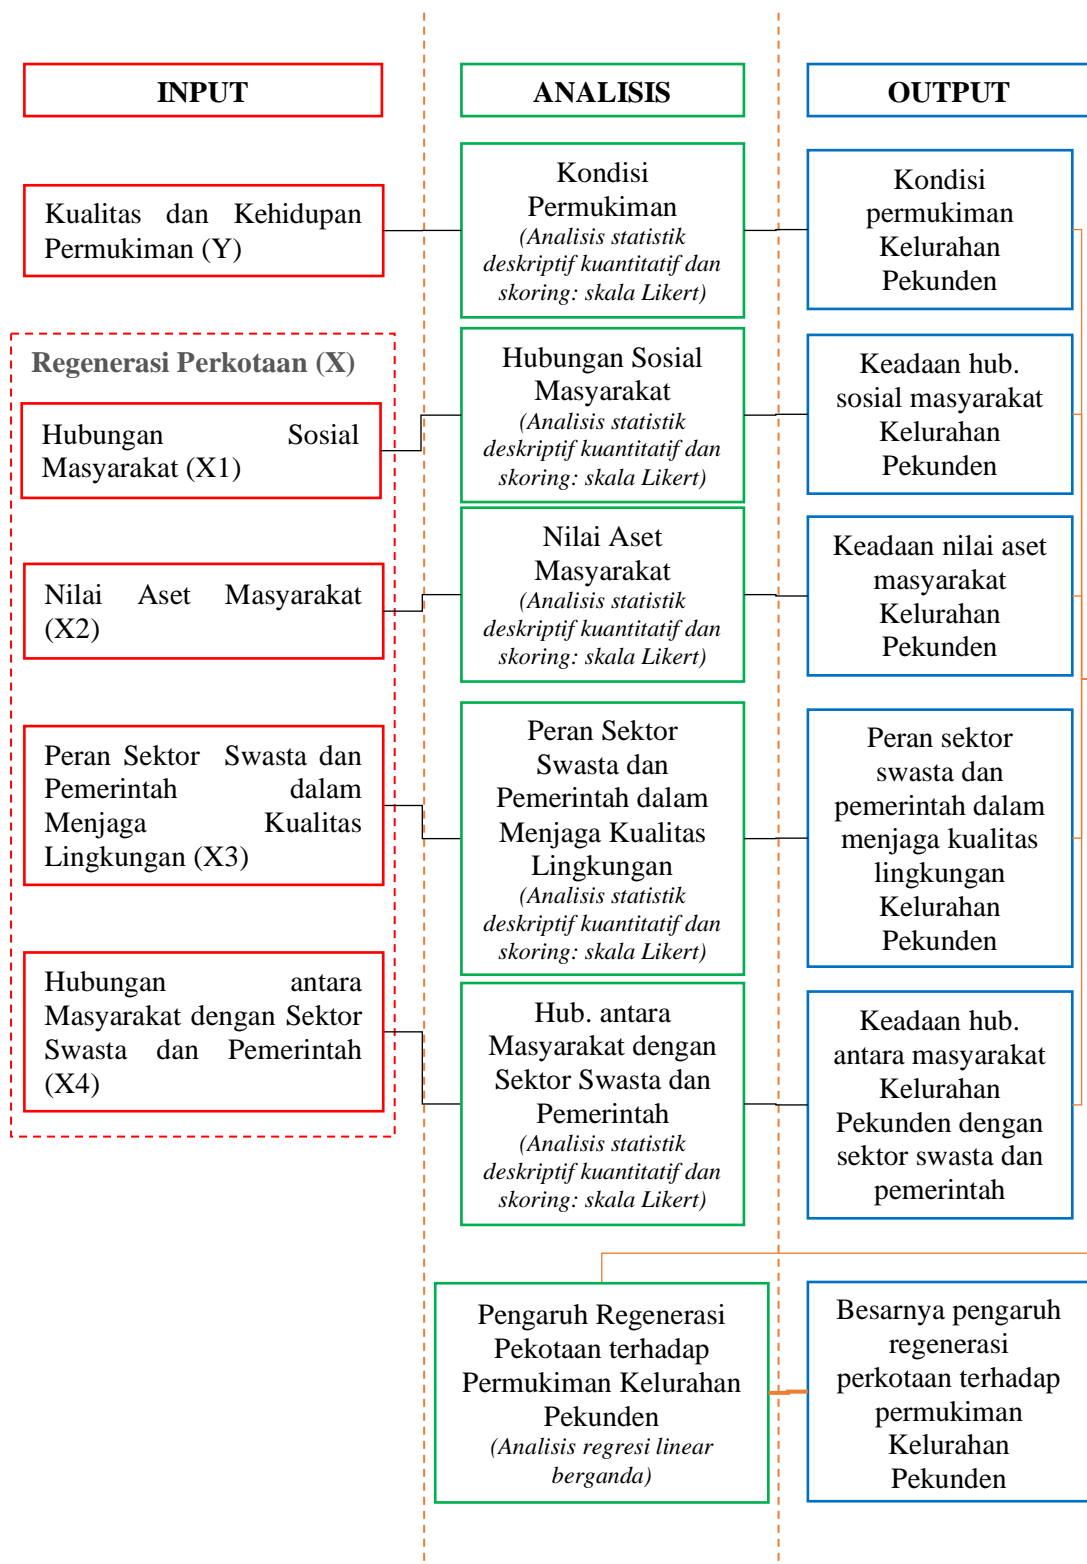 INPUT
ANALISIS
OUTPUT
Kualitas dan Kehidupan
Permukiman (Y)
Kondisi
Permukiman
(Analisis statistik
deskriptif kuantitatif dan
skoring: skala Likert)
Kondisi
permukiman
Kelurahan
Pekunden
Regenerasi Perkotaan (X)
Hubungan Sosial
Masyarakat (X1)
Hubungan Sosial
Masyarakat
(Analisis statistik
deskriptif kuantitatif dan
skoring: skala Likert)
Keadaan hub.
sosial masyarakat
Kelurahan
Pekunden
Nilai Aset Masyarakat
(X2)
Nilai Aset
Masyarakat
(Analisis statistik
deskriptif kuantitatif dan
skoring: skala Likert)
Keadaan nilai aset
masyarakat
Kelurahan
Pekunden
Peran Sektor Swasta dan
Pemerintah dalam
Menjaga Kualitas
Lingkungan (X3)
Peran Sektor
Swasta dan
Pemerintah dalam
Menjaga Kualitas
Lingkungan
(Analisis statistik
deskriptif kuantitatif dan
skoring: skala Likert)
Peran sektor
swasta dan
pemerintah dalam
menjaga kualitas
lingkungan
Kelurahan
Pekunden
Hubungan antara
Masyarakat dengan Sektor
Swasta dan Pemerintah
(X4)
Hub. antara
Masyarakat dengan
Sektor Swasta dan
Pemerintah
(Analisis statistik
deskriptif kuantitatif dan
skoring: skala Likert)
Keadaan hub.
antara masyarakat
Kelurahan
Pekunden dengan
sektor swasta dan
pemerintah
Pengaruh Regenerasi
Pekotaan terhadap
Permukiman Kelurahan
Pekunden
(Analisis regresi linear
berganda)
Besarnya pengaruh
regenerasi
perkotaan terhadap
permukiman
Kelurahan
Pekunden